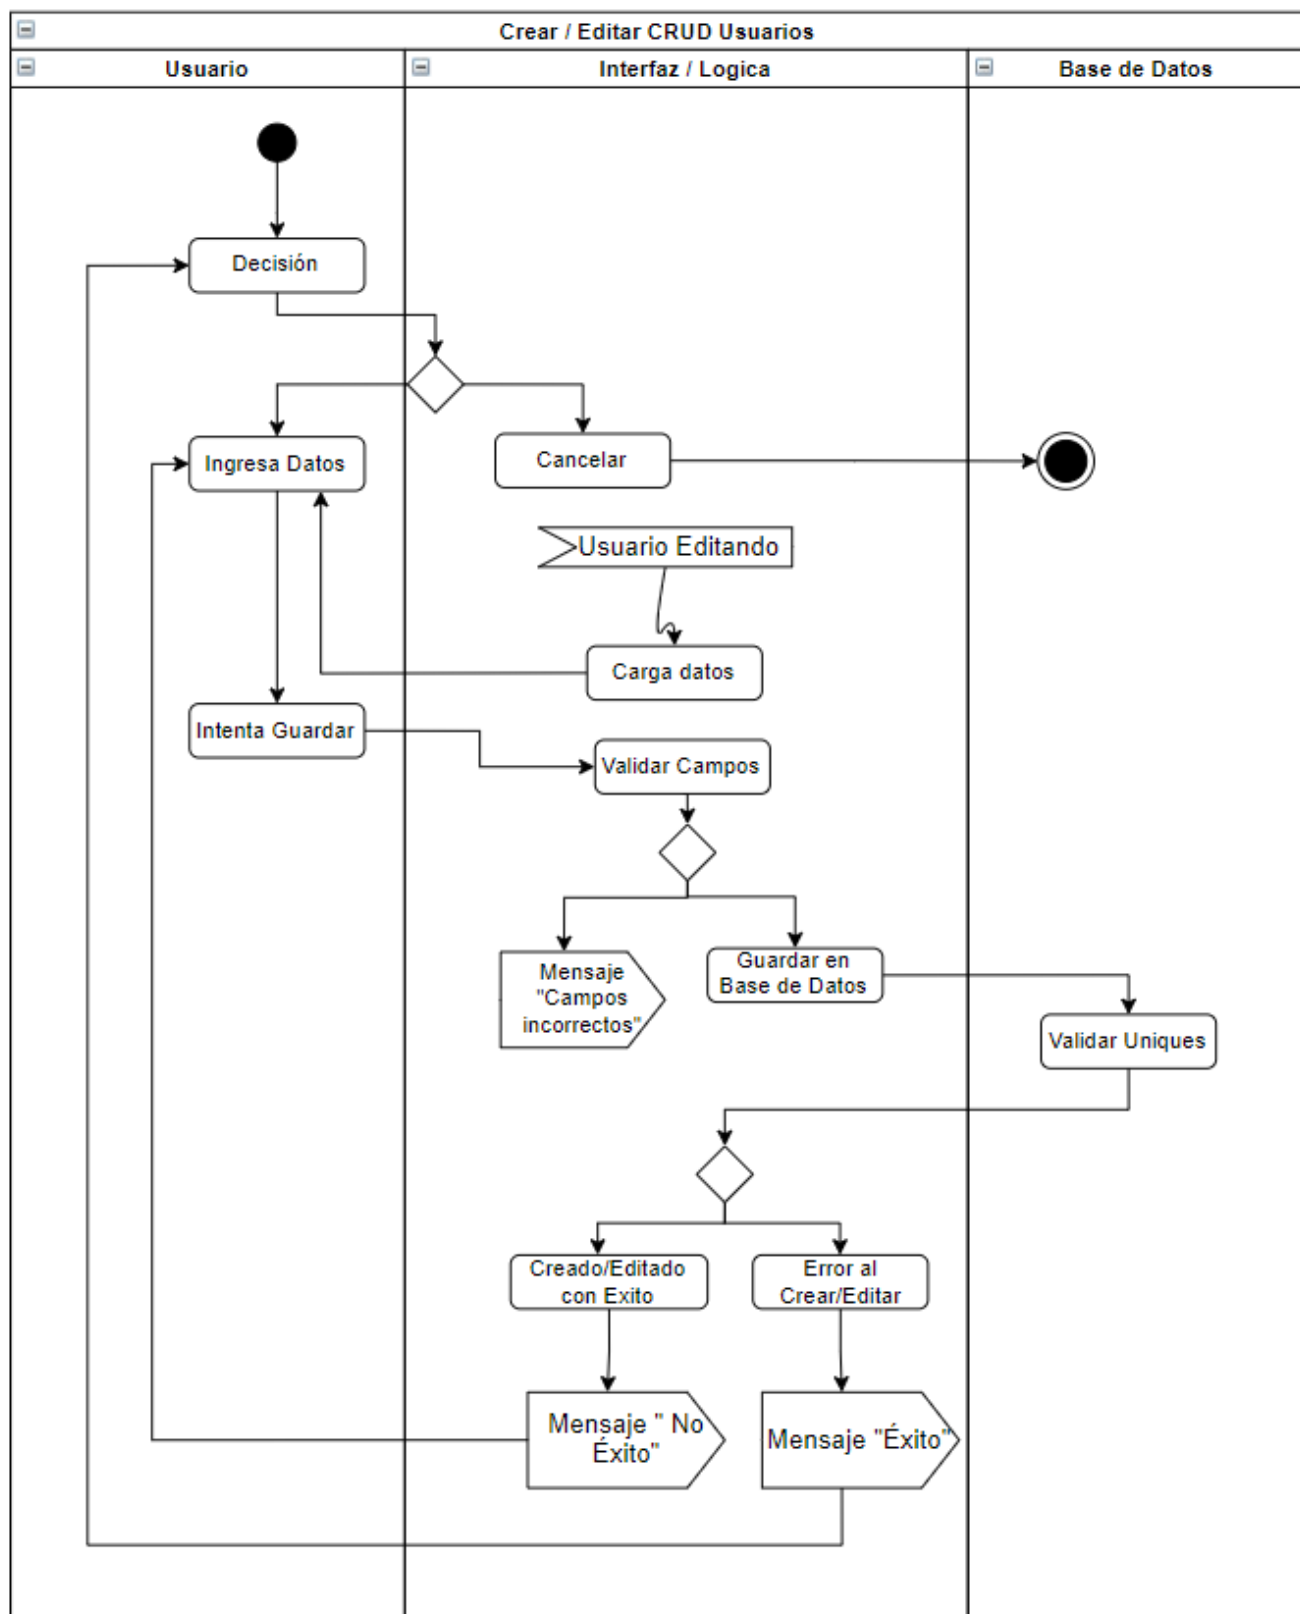 Crear / Editar CRUD Usuarios
Usuario
Interfaz / Logica
Base de Datos
Decisión
Ingresa Datos
Cancelar
Usuario Editando
Carga datos
Intenta Guardar
Validar Campos
Mensaje
"Campos
incorrectos"
Guardar en
Base de Datos
Validar Uniques
Creado/Editado
con Exito
Error al
Crear/Editar
Mensaje " No
Éxito"
Mensaje "Éxito"